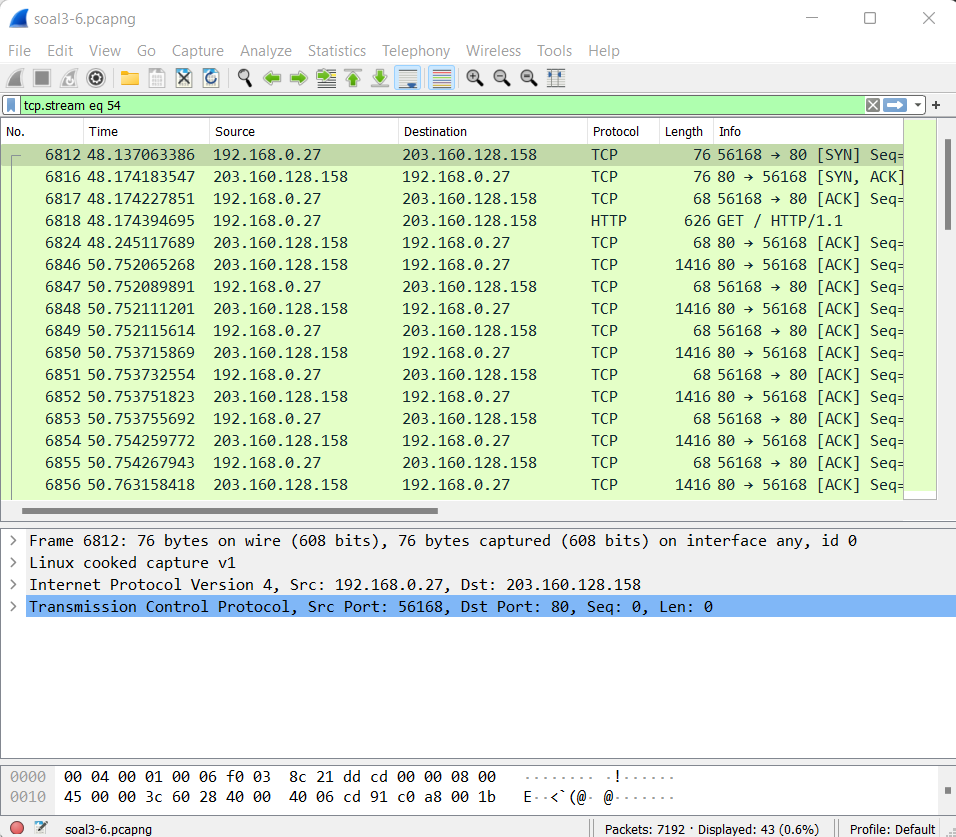 soal3-6.pcapng
File Edit View Go Capture Analyze Statistics Telephony Wireless Tools Help
tcp.stream eq 54
No. Time Source Destination Protocol Length Info
6812 48.137063386 192.168.0.27 203.160.128.158 TCP 76 56168 → 80 [SYN] Seq=
6816 48.174183547 203.160.128.158 192.168.0.27 TCP 76 80 → 56168 [SYN, ACK]
6817 48.174227851 192.168.0.27 203.160.128.158 TCP 68 56168 → 80 [ACK] Seq=
6818 48.174394695 192.168.0.27 203.160.128.158 HTTP 626 GET / HTTP/1.1
6824 48.245117689 203.160.128.158 192.168.0.27 TCP 68 80 → 56168 [ACK] Seq=
6846 50.752065268 203.160.128.158 192.168.0.27 TCP 1416 80 → 56168 [ACK] Seq=
6847 50.752089891 192.168.0.27 203.160.128.158 TCP 68 56168 → 80 [ACK] Seq=
6848 50.752111201 203.160.128.158 192.168.0.27 TCP 1416 80 → 56168 [ACK] Seq=
6849 50.752115614 192.168.0.27 203.160.128.158 TCP 68 56168 → 80 [ACK] Seq=
6850 50.753715869 203.160.128.158 192.168.0.27 TCP 1416 80 → 56168 [ACK] Seq=
6851 50.753732554 192.168.0.27 203.160.128.158 TCP 68 56168 → 80 [ACK] Seq=
6852 50.753751823 203.160.128.158 192.168.0.27 TCP 1416 80 → 56168 [ACK] Seq=
6853 50.753755692 192.168.0.27 203.160.128.158 TCP 68 56168 → 80 [ACK] Seq=
6854 50.754259772 203.160.128.158 192.168.0.27 TCP 1416 80 → 56168 [ACK] Seq=
6855 50.754267943 192.168.0.27 203.160.128.158 TCP 68 56168 → 80 [ACK] Seq=
6856 50.763158418 203.160.128.158 192.168.0.27 TCP 1416 80 → 56168 [ACK] Seq=
Frame 6812: 76 bytes on wire (608 bits), 76 bytes captured (608 bits) on interface any, id 0
Linux cooked capture v1
Internet Protocol Version 4, Src: 192.168.0.27, Dst: 203.160.128.158
Transmission Control Protocol, Src Port: 56168, Dst Port: 80, Seq: 0, Len: 0
0000 00 04 00 01 00 06 f0 03 8c 21 dd cd 00 00 08 00 ········ ·!······
0010 45 00 00 3c 60 28 40 00 40 06 cd 91 c0 a8 00 1b E··<`(@· @·······
soal3-6.pcapng Packets: 7192 · Displayed: 43 (0.6%) Profile: Default